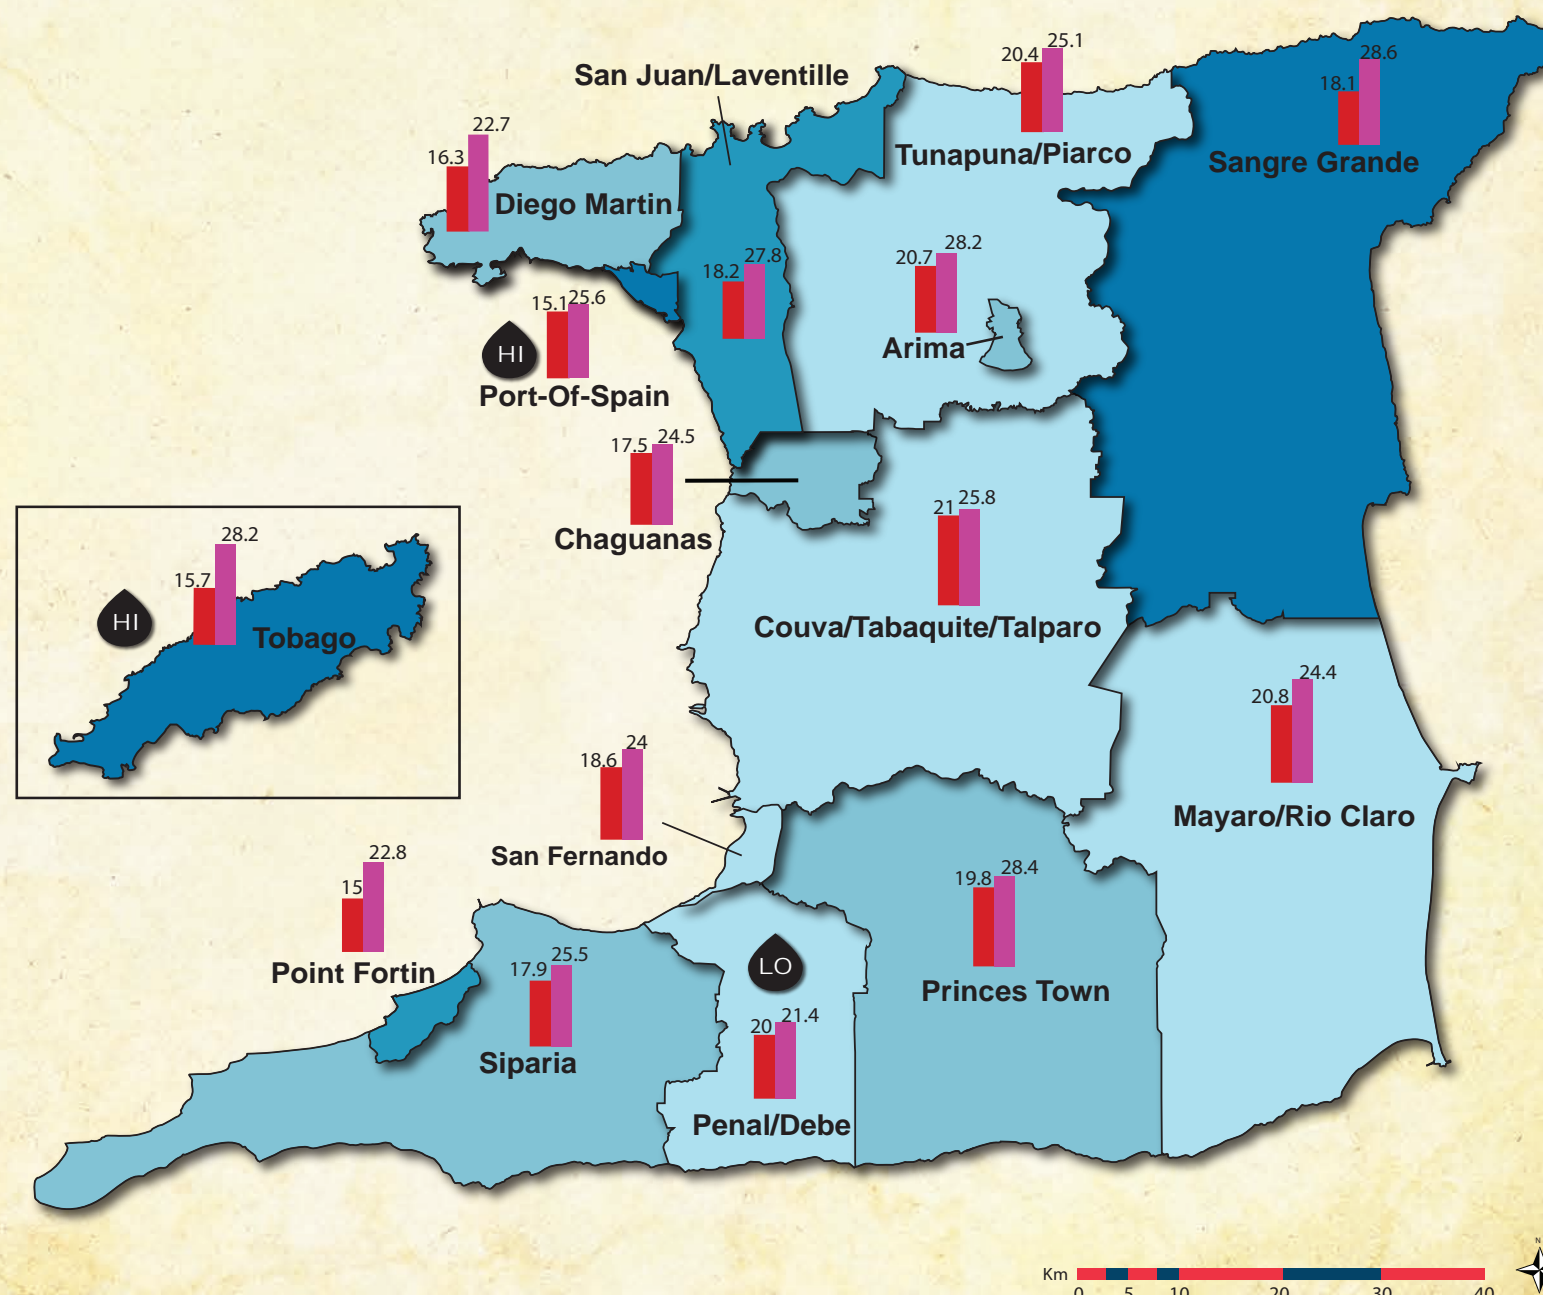 25.1
20.4
28.6
18.1
San Juan/Laventille
22.7
16.3
Tunapuna/Piarco
Sangre Grande
Diego Martin
28.2
20.7
27.8
18.2
15.1 25.6
HI
Arima
Port-Of-Spain
24.5
17.5
Chaguanas
25.8
21
28.2
15.7
HI
Tobago
Couva/Tabaquite/Talparo
24.4
20.8
24
18.6
Mayaro/Rio Claro
San Fernando
22.8
15
28.4
19.8
Point Fortin
25.5
17.9
LO
Princes Town
21.4
20
Siparia
Penal/Debe
N
Km
0 5 10 20 30 40